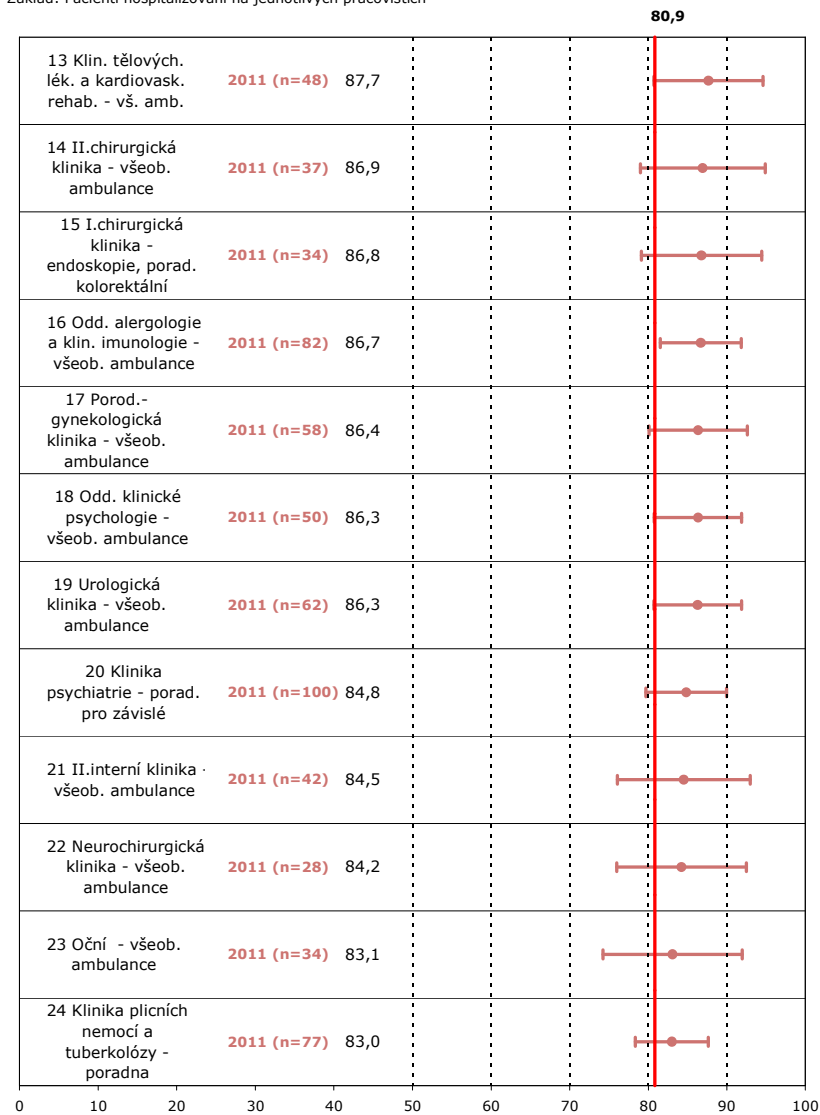 Základ: Pacienti hospitalizovaní na jednotlivých pracovištích
80,9
13 Klin. tělových.
lék. a kardiovask.
rehab. - vš. amb.
2011 (n=48) 87,7
14 II.chirurgická
klinika - všeob.
ambulance
2011 (n=37) 86,9
15 I.chirurgická
klinika -
endoskopie, porad.
kolorektální
2011 (n=34) 86,8
16 Odd. alergologie
a klin. imunologie -
všeob. ambulance
2011 (n=82) 86,7
17 Porod.-
gynekologická
klinika - všeob.
ambulance
2011 (n=58) 86,4
18 Odd. klinické
psychologie -
všeob. ambulance
2011 (n=50) 86,3
19 Urologická
klinika - všeob.
ambulance
2011 (n=62) 86,3
20 Klinika
psychiatrie - porad.
pro závislé
2011 (n=100) 84,8
21 II.interní klinika -
všeob. ambulance
2011 (n=42) 84,5
22 Neurochirurgická
klinika - všeob.
ambulance
2011 (n=28) 84,2
23 Oční - všeob.
ambulance
2011 (n=34) 83,1
24 Klinika plicních
nemocí a
tuberkolózy -
poradna
2011 (n=77) 83,0
0 10 20 30 40 50 60 70 80 90 100